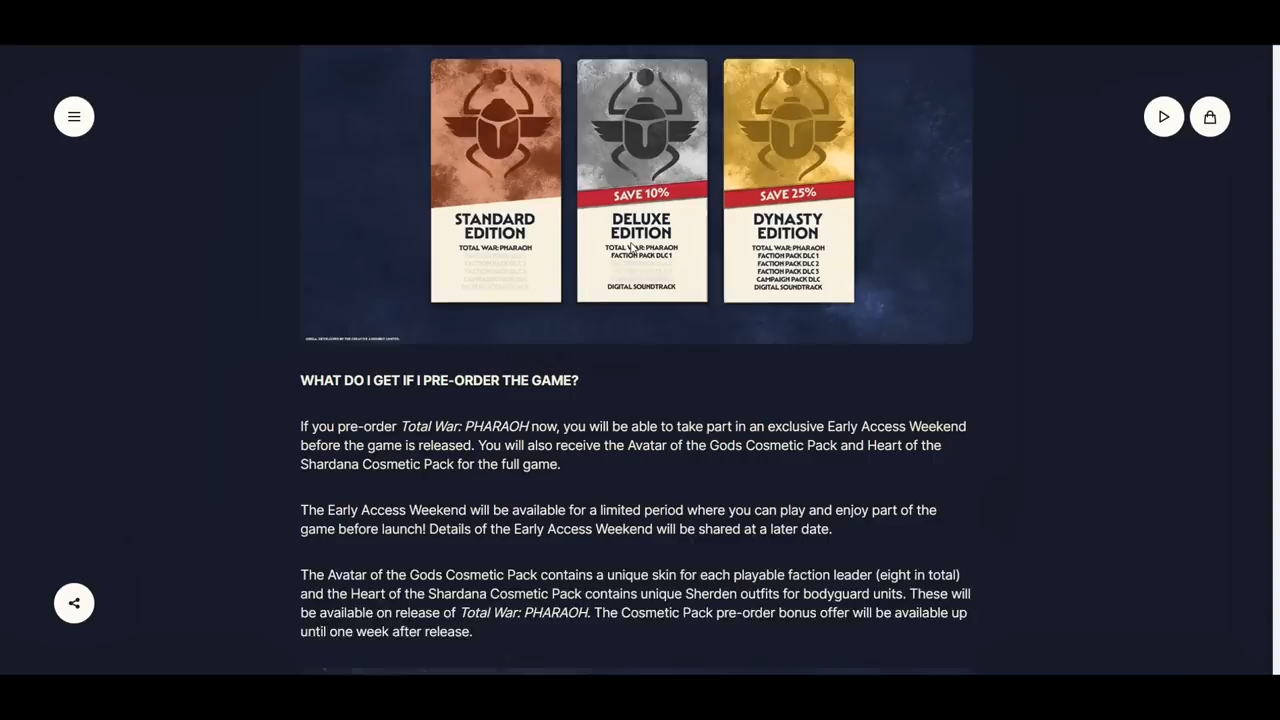 SAVE 10%
SAVE 25%
STANDARD
EDITION
TOTAL WAR: PHARAOH
DELUXE
EDITION
TOTAL WAR: PHARAOH
FACTION PACK DLC 1
DIGITAL SOUNDTRACK
DYNASTY
EDITION
TOTAL WAR: PHARAOH
FACTION PACK DLC 1
FACTION PACK DLC 2
FACTION PACK DLC 3
CAMPAIGN PACK DLC
DIGITAL SOUNDTRACK
WHAT DO I GET IF I PRE-ORDER THE GAME?
If you pre-order Total War: PHARAOH now, you will be able to take part in an exclusive Early Access Weekend
before the game is released. You will also receive the Avatar of the Gods Cosmetic Pack and Heart of the
Shardana Cosmetic Pack for the full game.
The Early Access Weekend will be available for a limited period where you can play and enjoy part of the
game before launch! Details of the Early Access Weekend will be shared at a later date.
The Avatar of the Gods Cosmetic Pack contains a unique skin for each playable faction leader (eight in total)
and the Heart of the Shardana Cosmetic Pack contains unique Sherden outfits for bodyguard units. These will
be available on release of Total War: PHARAOH. The Cosmetic Pack pre-order bonus offer will be available up
until one week after release.